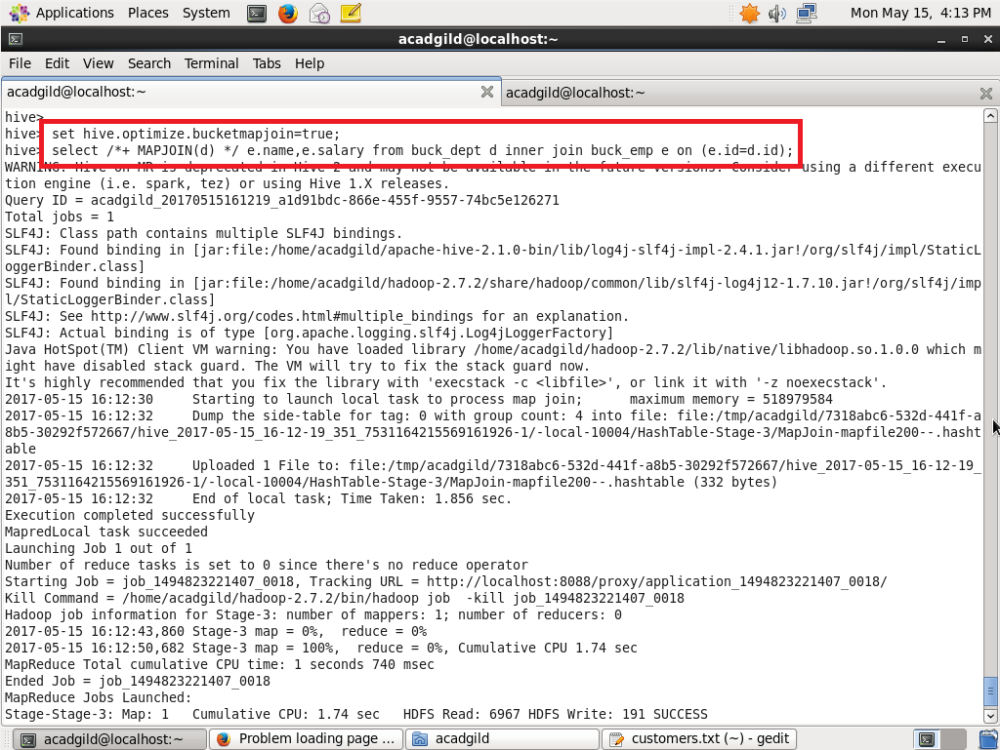 Applications Places System Mon May 15, 4:13 PM
acadgild@localhost:~
File Edit View Search Terminal Tabs Help
acadgild@localhost:~ acadgild@localhost:~
hive>
hive> set hive.optimize.bucketmapjoin=true;
hive> select /*+ MAPJOIN(d) */ e.name,e.salary from buck_dept d inner join buck_emp e on (e.id=d.id);
WARNING: Hive-on-MR is deprecated in Hive 2 and may not be available in the future versions. Consider using a different execu
tion engine (i.e. spark, tez) or using Hive 1.X releases.
Query ID = acadgild_20170515161219_a1d91bdc-866e-455f-9557-74bc5e126271
Total jobs = 1
SLF4J: Class path contains multiple SLF4J bindings.
SLF4J: Found binding in [jar:file:/home/acadgild/apache-hive-2.1.0-bin/lib/log4j-slf4j-impl-2.4.1.jar!/org/slf4j/impl/StaticL
oggerBinder.class]
SLF4J: Found binding in [jar:file:/home/acadgild/hadoop-2.7.2/share/hadoop/common/lib/slf4j-log4j12-1.7.10.jar!/org/slf4j/imp
l/StaticLoggerBinder.class]
SLF4J: See http://www.slf4j.org/codes.html#multiple_bindings for an explanation.
SLF4J: Actual binding is of type [org.apache.logging.slf4j.Log4jLoggerFactory]
Java HotSpot(TM) Client VM warning: You have loaded library /home/acadgild/hadoop-2.7.2/lib/native/libhadoop.so.1.0.0 which m
ight have disabled stack guard. The VM will try to fix the stack guard now.
It's highly recommended that you fix the library with 'execstack -c <libfile>', or link it with '-z noexecstack'.
2017-05-15 16:12:30 Starting to launch local task to process map join; maximum memory = 518979584
2017-05-15 16:12:32 Dump the side-table for tag: 0 with group count: 4 into file: file:/tmp/acadgild/7318abc6-532d-441f-a
8b5-30292f572667/hive_2017-05-15_16-12-19_351_7531164215569161926-1/-local-10004/HashTable-Stage-3/MapJoin-mapfile200--.hasht
able
2017-05-15 16:12:32 Uploaded 1 File to: file:/tmp/acadgild/7318abc6-532d-441f-a8b5-30292f572667/hive_2017-05-15_16-12-19_
351_7531164215569161926-1/-local-10004/HashTable-Stage-3/MapJoin-mapfile200--.hashtable (332 bytes)
2017-05-15 16:12:32 End of local task; Time Taken: 1.856 sec.
Execution completed successfully
MapredLocal task succeeded
Launching Job 1 out of 1
Number of reduce tasks is set to 0 since there's no reduce operator
Starting Job = job_1494823221407_0018, Tracking URL = http://localhost:8088/proxy/application_1494823221407_0018/
Kill Command = /home/acadgild/hadoop-2.7.2/bin/hadoop job -kill job_1494823221407_0018
Hadoop job information for Stage-3: number of mappers: 1; number of reducers: 0
2017-05-15 16:12:43,860 Stage-3 map = 0%, reduce = 0%
2017-05-15 16:12:50,682 Stage-3 map = 100%, reduce = 0%, Cumulative CPU 1.74 sec
MapReduce Total cumulative CPU time: 1 seconds 740 msec
Ended Job = job_1494823221407_0018
MapReduce Jobs Launched:
Stage-Stage-3: Map: 1 Cumulative CPU: 1.74 sec HDFS Read: 6967 HDFS Write: 191 SUCCESS
acadgild@localhost:~ Problem loading page ... acadgild customers.txt (~) - gedit